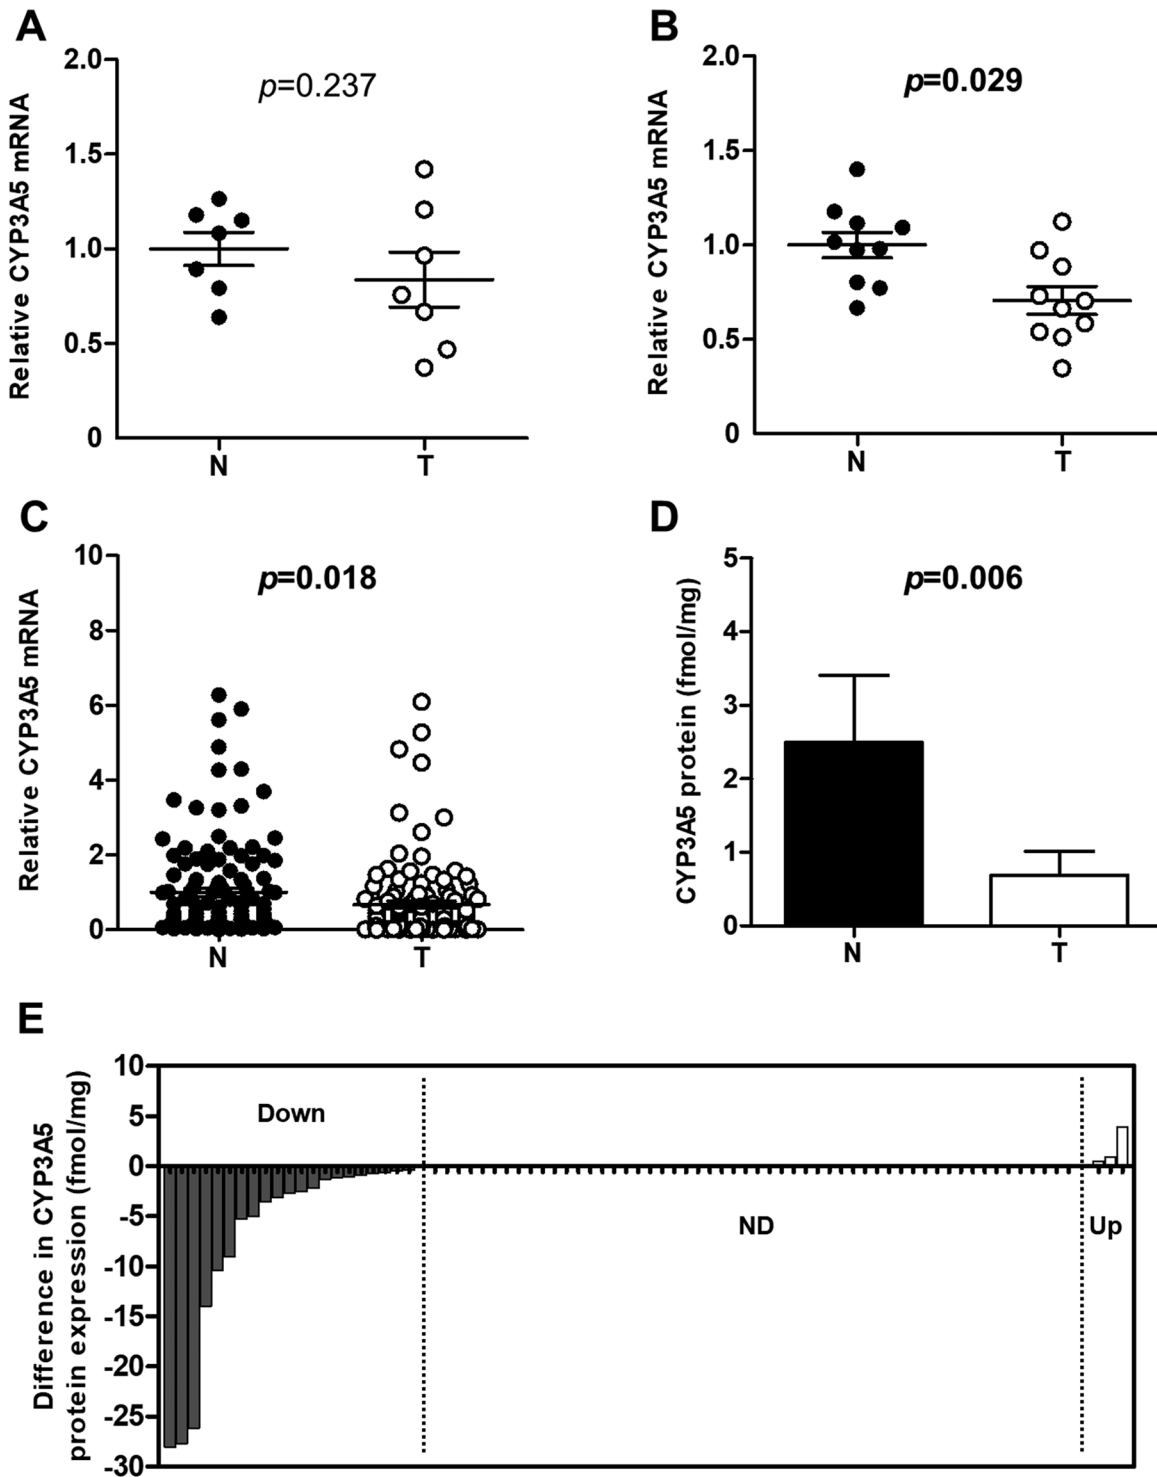 A
p=0.237
Relative CYP3A5 mRNA
2.0
1.5
1.0
0.5
0
N T
B
p=0.029
Relative CYP3A5 mRNA
2.0
1.5
1.0
0.5
0
N T
C
p=0.018
Relative CYP3A5 mRNA
10
8
6
4
2
0
N T
D
p=0.006
CYP3A5 protein (fmol/mg)
5
4
3
2
1
0
N T
E
Difference in CYP3A5
protein expression (fmol/mg)
10
5
0
-5
-10
-15
-20
-25
-30
Down
ND
Up